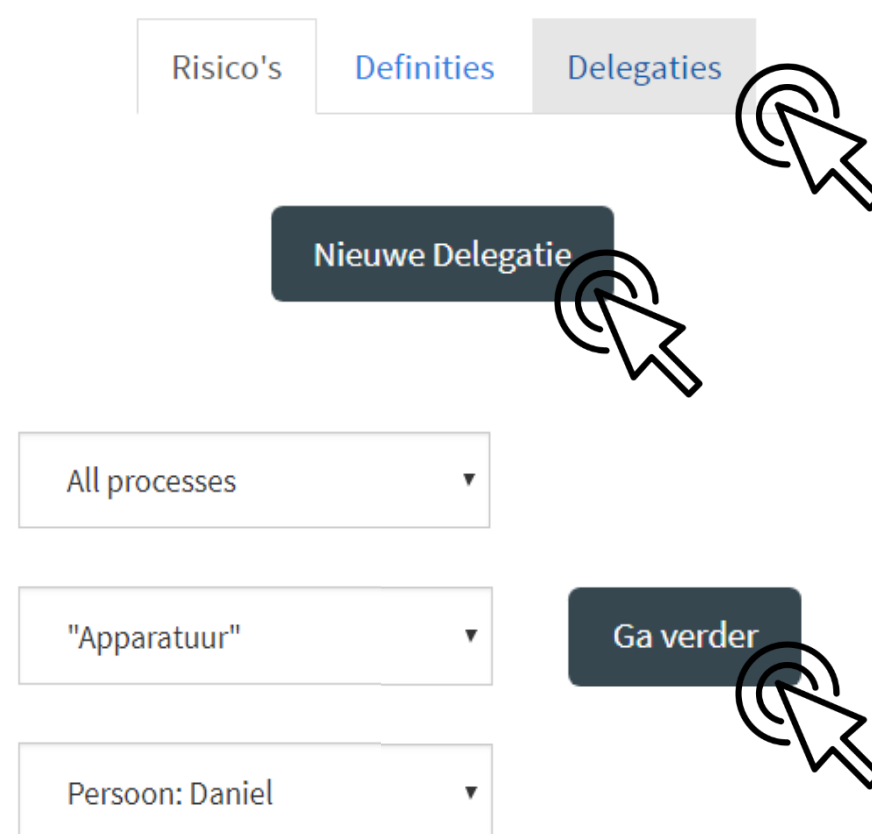 Risico's Definities Delegaties
Nieuwe Delegatie
All processes
"Apparatuur" Ga verder
Persoon: Daniel